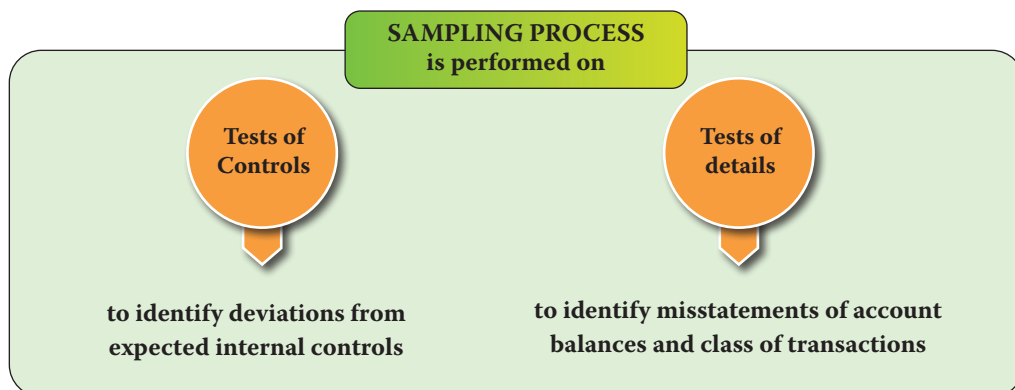 SAMPLING PROCESS
is performed on
Tests of
Controls
to identify deviations from
expected internal controls
Tests of
details
to identify misstatements of account
balances and class of transactions